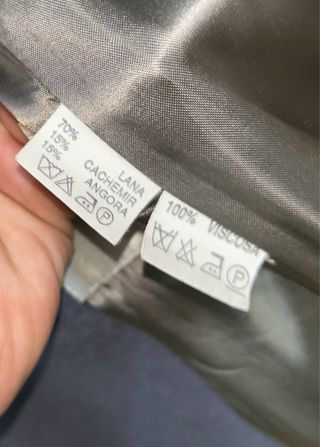 70% LANA
15% CACHEMIR
15% ANGORA
P
100% VISCOSA
P